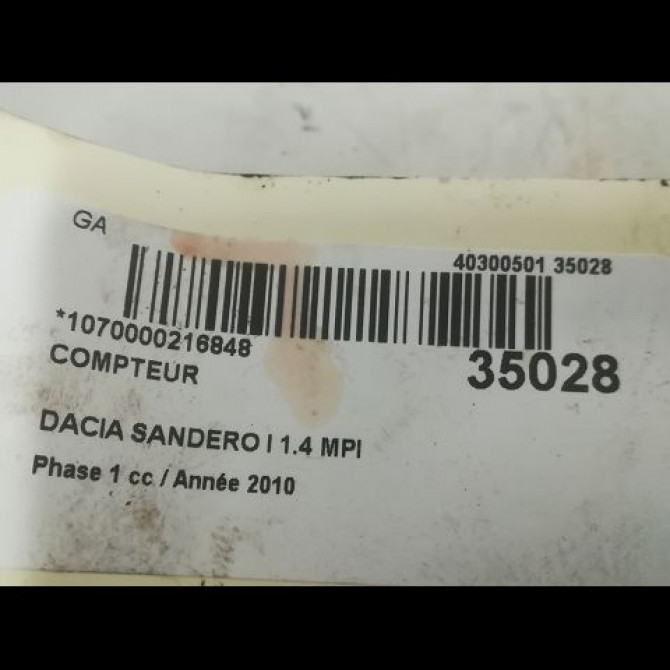 GA
40300501 35028
*1070000216848
35028
COMPTEUR
DACIA SANDERO I 1.4 MPI
Phase 1 cc / Année 2010